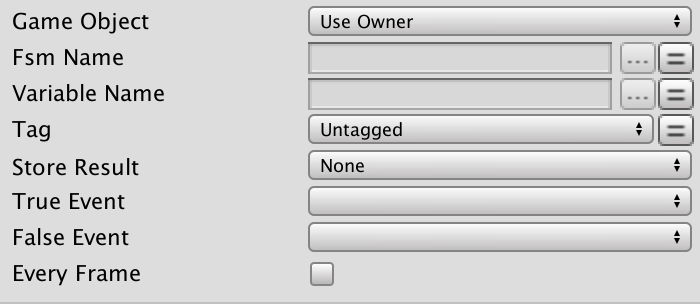 Game Object Use Owner
Fsm Name ... =
Variable Name ... =
Tag Untagged =
Store Result None
True Event
False Event
Every Frame